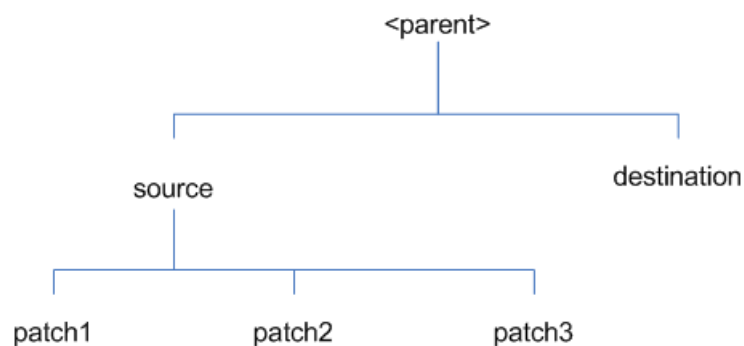 <parent>
source
destination
patch1
patch2
patch3